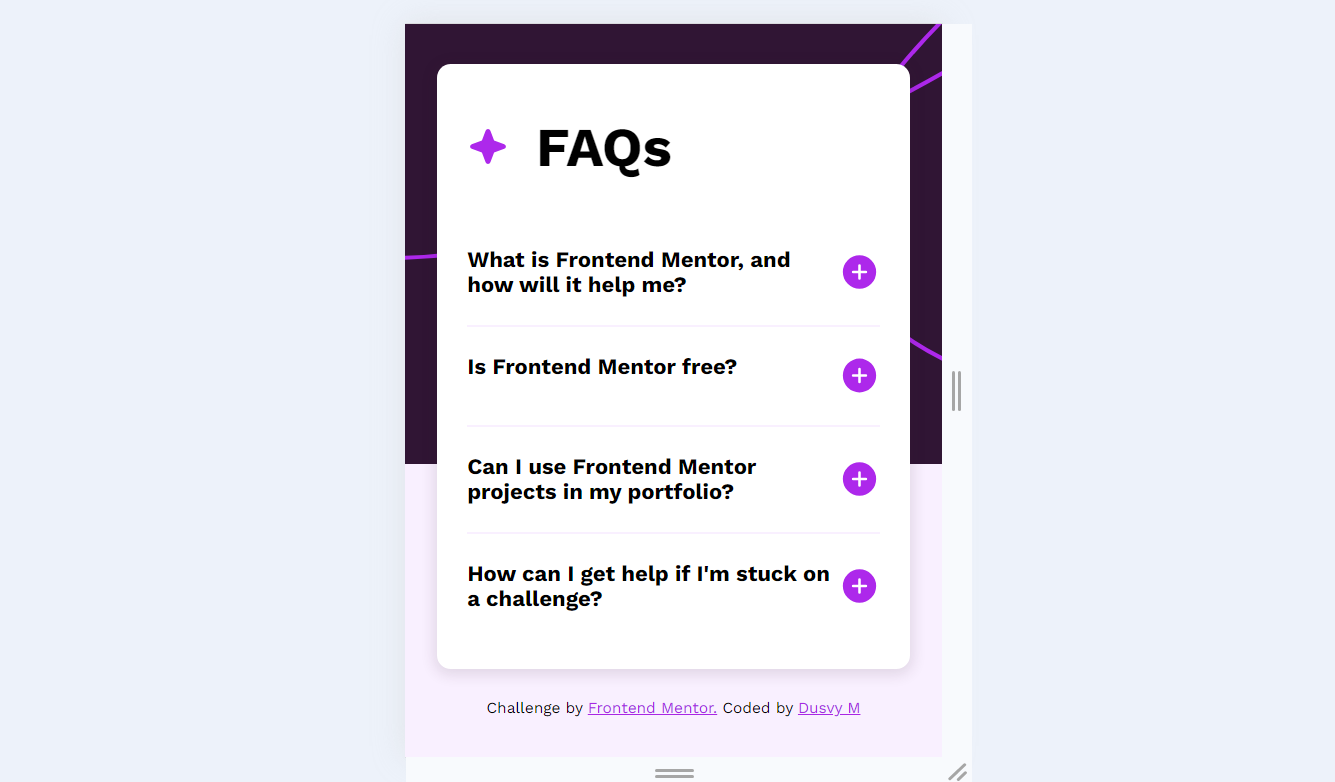 FAQs
What is Frontend Mentor, and
how will it help me?
Is Frontend Mentor free?
Can I use Frontend Mentor
projects in my portfolio?
How can I get help if I'm stuck on
a challenge?
Challenge by Frontend Mentor. Coded by Dusvy M